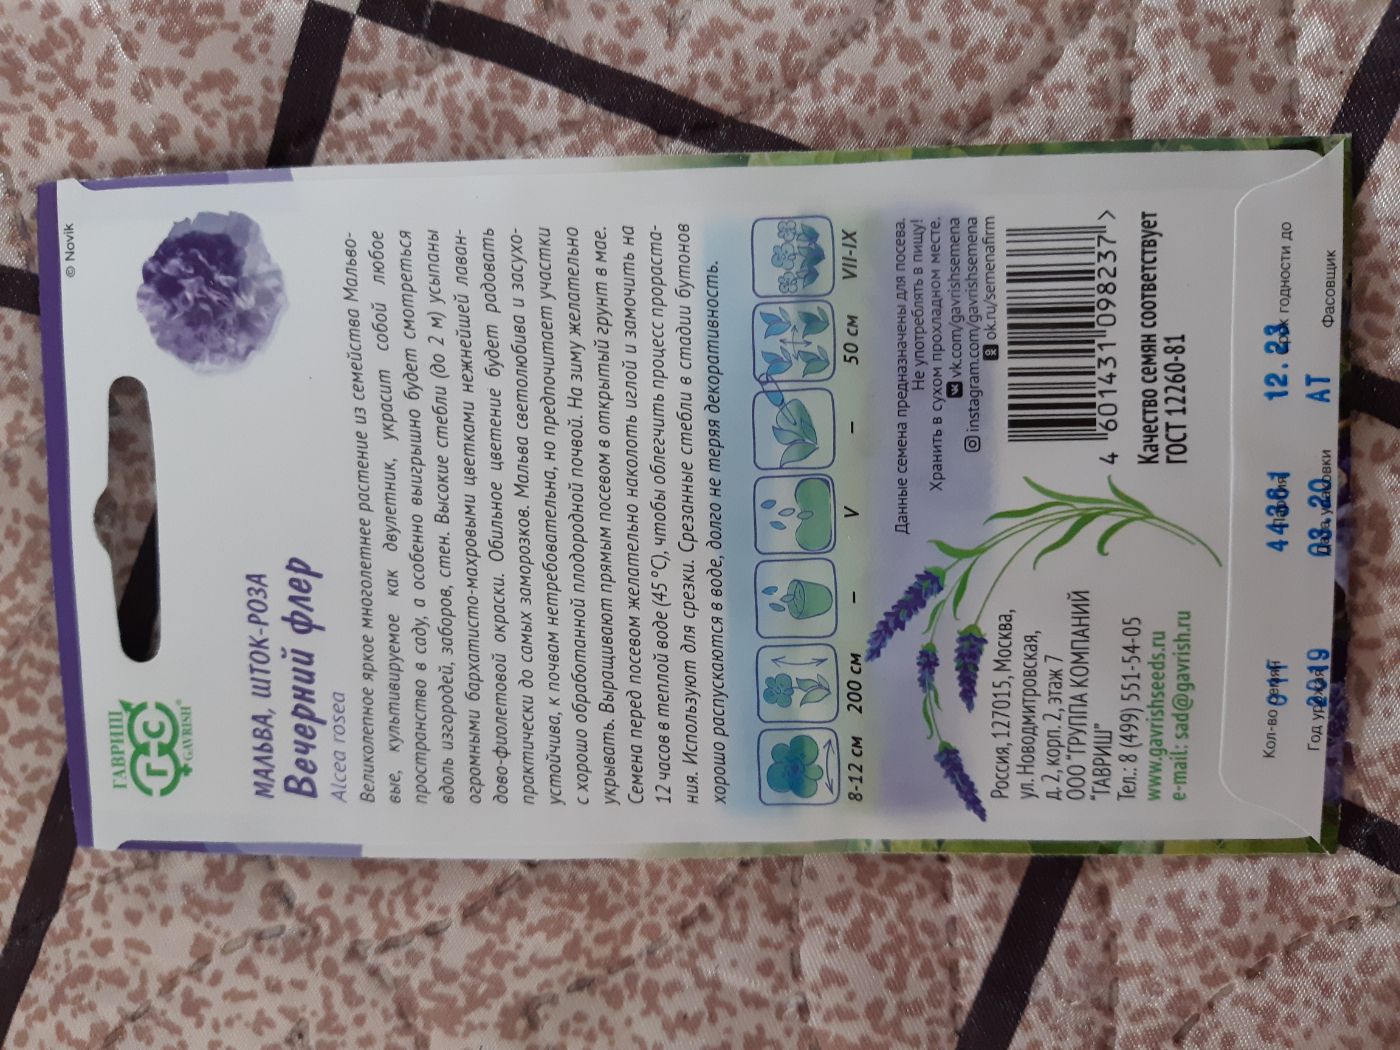 © Novik
ГАВРИШ
ГС
GAVRISH®
МАЛЬВА, ШТОК-РОЗА
Вечерний флер
Alcea rosea
Великолепное яркое многолетнее растение из семейства Мальво-
вые, культивируемое как двулетник, украсит собой любое
пространство в саду, а особенно выигрышно будет смотреться
вдоль изгородей, заборов, стен. Высокие стебли (до 2 м) усыпаны
огромными бархатисто-махровыми цветками нежнейшей лаван-
дово-фиолетовой окраски. Обильное цветение будет радовать
практически до самых заморозков. Мальва светолюбива и засухо-
устойчива, к почвам нетребовательна, но предпочитает участки
с хорошо обработанной плодородной почвой. На зиму желательно
укрывать. Выращивают прямым посевом в открытый грунт в мае.
Семена перед посевом желательно наколоть иглой и замочить на
12 часов в теплой воде (45 °С), чтобы облегчить процесс прораста-
ния. Используют для срезки. Срезанные стебли в стадии бутонов
хорошо распускаются в воде, долго не теряя декоративность.
8-12 см 200 см – V – 50 см VII-IX
Данные семена предназначены для посева.
Не употреблять в пищу!
Хранить в сухом прохладном месте.
vk.com/gavrishsemena
instagram.com/gavrishsemena
ok.ru/semenafirm
4 601431 098237 >
Качество семян соответствует
ГОСТ 12260-81
Россия, 127015, Москва,
ул. Новодмитровская,
д. 2, корп. 2, этаж 7
ООО "ГРУППА КОМПАНИЙ
"ГАВРИШ"
Тел.: 8 (499) 551-54-05
www.gavrishseeds.ru
e-mail: sad@gavrish.ru
Кол-во семян Партия Срок годности до
0,1Г 44361 12.23
Год урожая Дата упаковки Фасовщик
2019 03.20 АТ